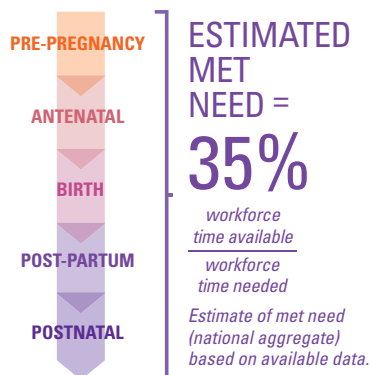 PRE-PREGNANCY
ANTENATAL
BIRTH
POST-PARTUM
POSTNATAL
ESTIMATED
MET
NEED =
35%
workforce
time available
workforce
time needed
Estimate of met need
(national aggregate)
based on available data.